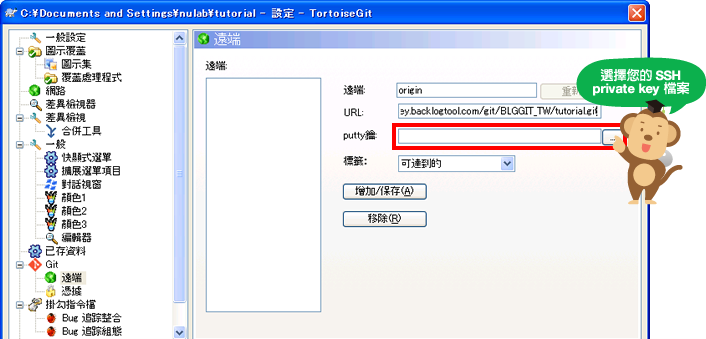 C:¥Documents and Settings¥nulab¥tutorial - 設定 - TortoiseGit
一般設定
圖示覆蓋
圖示集
覆蓋處理程式
網路
差異檢視器
差異檢視
合併工具
一般
快顯式選單
擴展選單項目
對話視窗
顏色1
顏色2
顏色3
編輯器
已存資料
Git
遠端
憑據
掛勾指令檔
Bug 追踪整合
Bug 追踪組態
遠端
遠端:
遠端:
origin
重新
URL:
ey.backlogtool.com/git/BLGGIT_TW/tutorial.git
putty鑰:
...
標籤:
可達到的
增加/保存(A)
移除(R)
選擇您的 SSH
private key 檔案